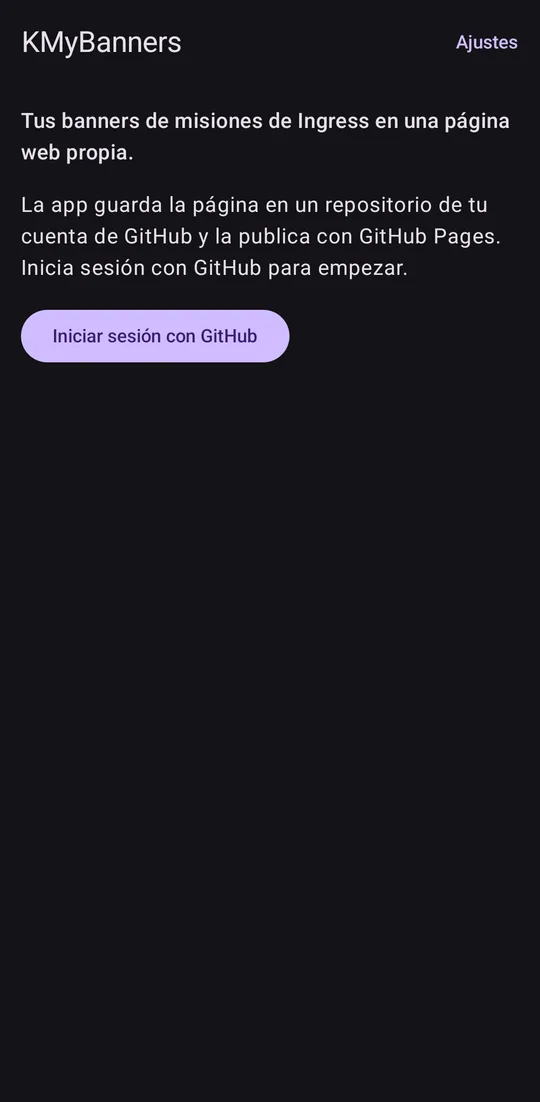 KMyBanners
Ajustes
Tus banners de misiones de Ingress en una página
web propia.
La app guarda la página en un repositorio de tu
cuenta de GitHub y la publica con GitHub Pages.
Inicia sesión con GitHub para empezar.
Iniciar sesión con GitHub